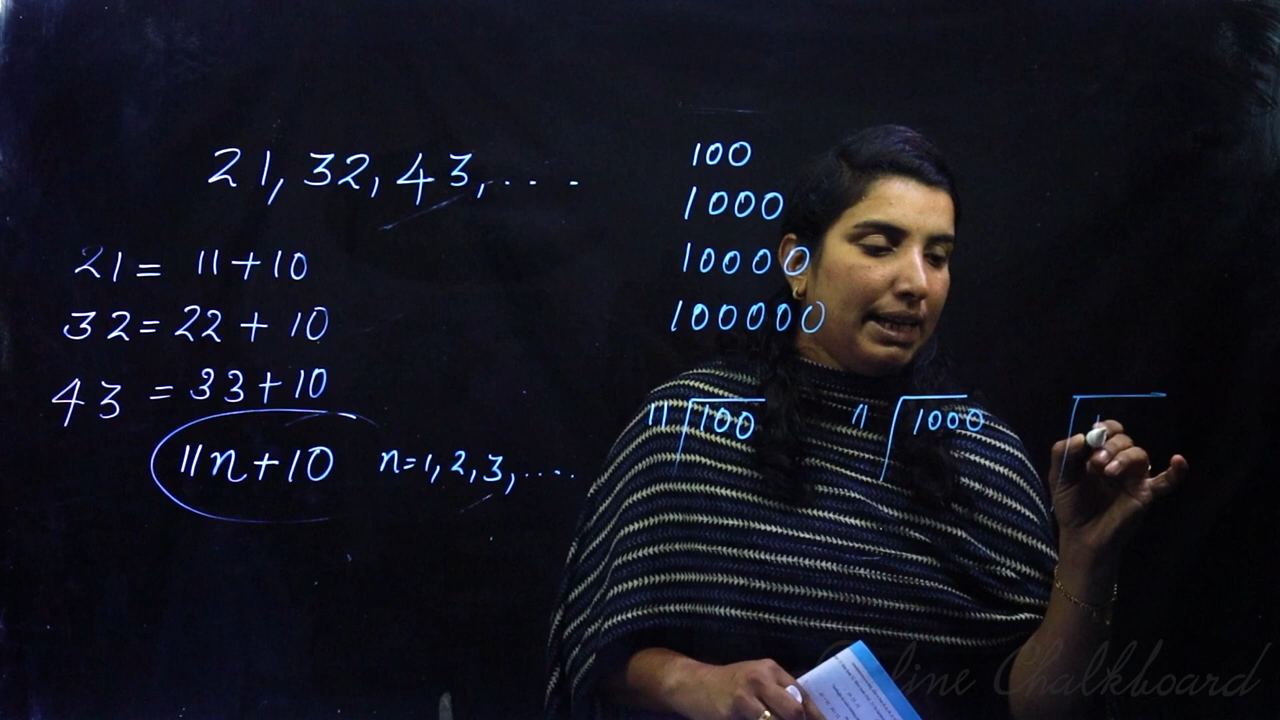 21, 32, 43, ....
21 = 11 + 10
32 = 22 + 10
43 = 33 + 10
11n + 10 n = 1, 2, 3, ....
100
1000
10000
100000
11 100
11 1000
Chalkboard